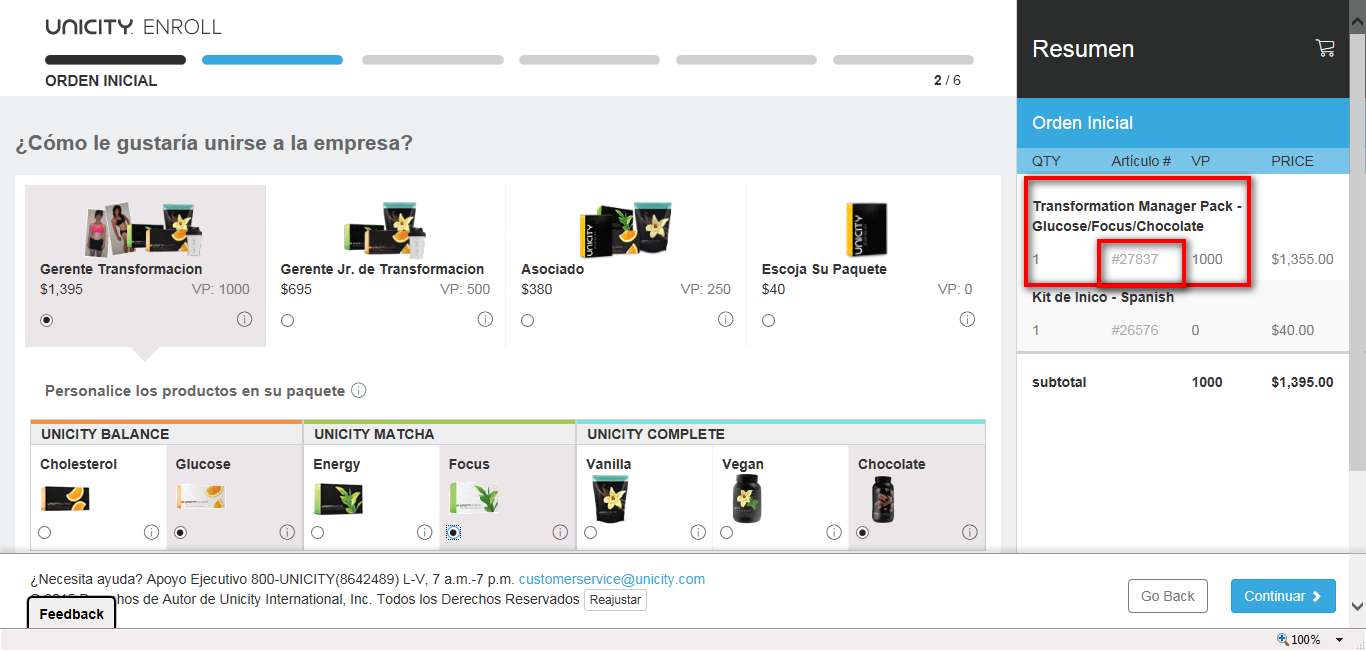 UNICITY. ENROLL
ORDEN INICIAL
2 / 6
¿Cómo le gustaría unirse a la empresa?
Gerente Transformacion
$1,395 VP: 1000
Gerente Jr. de Transformacion
$695 VP: 500
Asociado
$380 VP: 250
Escoja Su Paquete
$40 VP: 0
Personalice los productos en su paquete
UNICITY BALANCE
Cholesterol
Glucose
UNICITY MATCHA
Energy
Focus
UNICITY COMPLETE
Vanilla
Vegan
Chocolate
Resumen
Orden Inicial
QTY Artículo # VP PRICE
Transformation Manager Pack -
Glucose/Focus/Chocolate
1 #27837 1000 $1,355.00
Kit de Inico - Spanish
1 #26576 0 $40.00
subtotal 1000 $1,395.00
¿Necesita ayuda? Apoyo Ejecutivo 800-UNICITY(8642489) L-V, 7 a.m.-7 p.m. customerservice@unicity.com
hos de Autor de Unicity International, Inc. Todos los Derechos Reservados Reajustar
Feedback
Go Back
Continuar
100%